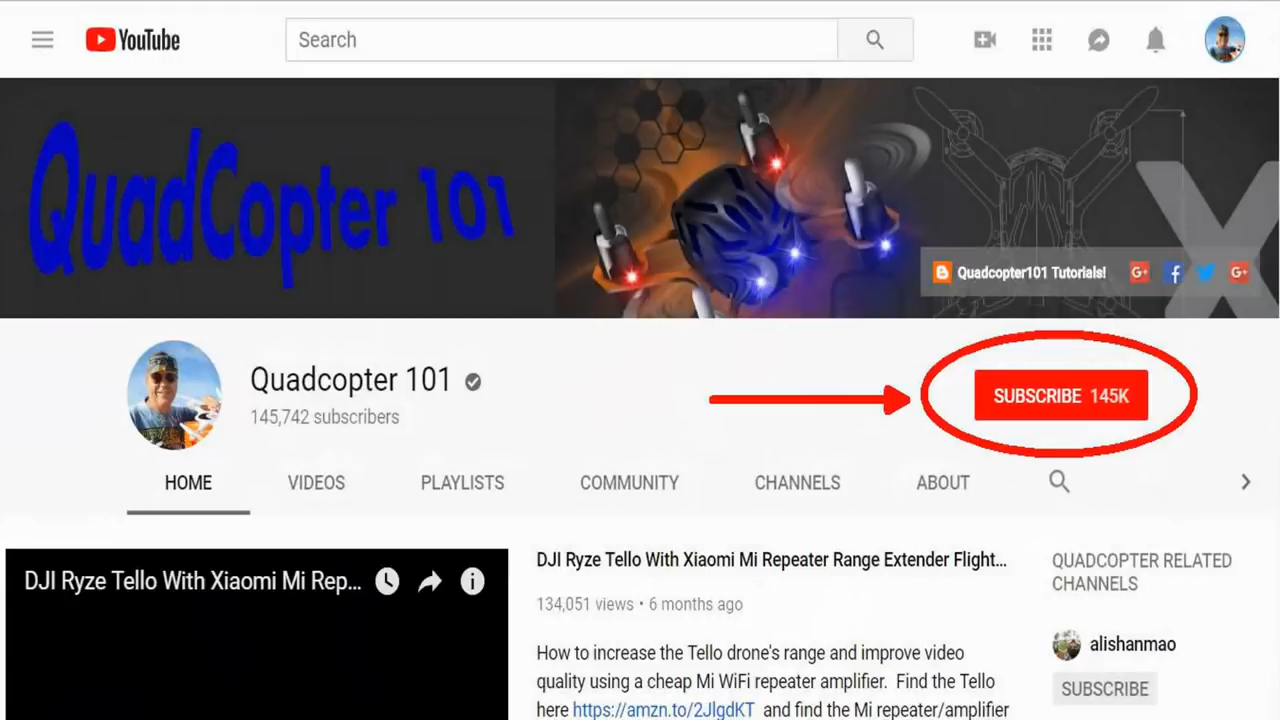 YouTube
Search
QuadCopter 101
X
Quadcopter101 Tutorials!
Quadcopter 101
145,742 subscribers
SUBSCRIBE 145K
HOME
VIDEOS
PLAYLISTS
COMMUNITY
CHANNELS
ABOUT
DJI Ryze Tello With Xiaomi Mi Rep...
DJI Ryze Tello With Xiaomi Mi Repeater Range Extender Flight...
134,051 views • 6 months ago
How to increase the Tello drone's range and improve video
quality using a cheap Mi WiFi repeater amplifier. Find the Tello
here https://amzn.to/2JlgdKT and find the Mi repeater/amplifier
QUADCOPTER RELATED
CHANNELS
alishanmao
SUBSCRIBE